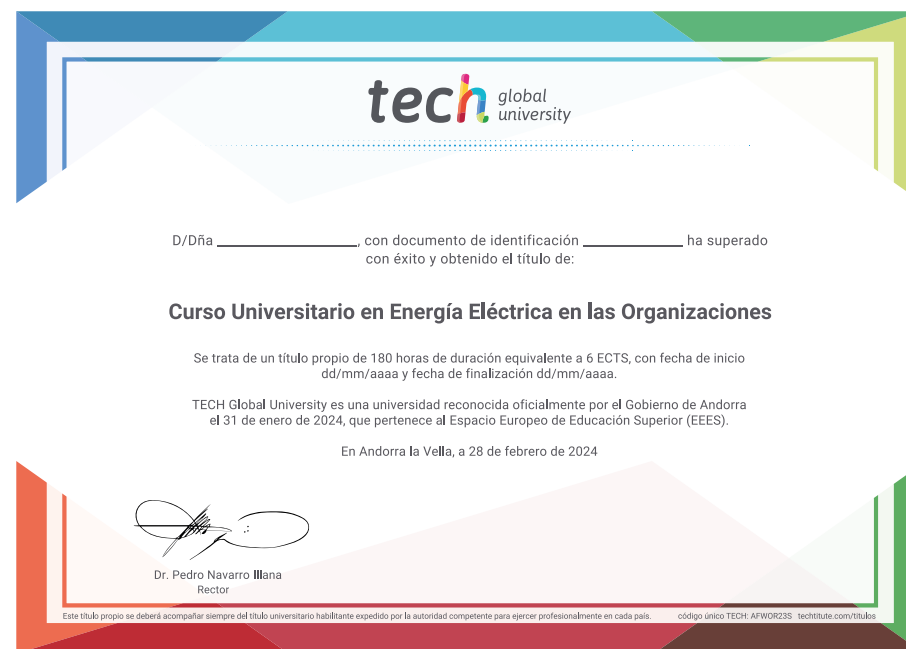 tech global university
D/Dña ____________________, con documento de identificación ______________ ha superado
con éxito y obtenido el título de:
Curso Universitario en Energía Eléctrica en las Organizaciones
Se trata de un título propio de 180 horas de duración equivalente a 6 ECTS, con fecha de inicio
dd/mm/aaaa y fecha de finalización dd/mm/aaaa.
TECH Global University es una universidad reconocida oficialmente por el Gobierno de Andorra
el 31 de enero de 2024, que pertenece al Espacio Europeo de Educación Superior (EEES).
En Andorra la Vella, a 28 de febrero de 2024
Dr. Pedro Navarro Illana
Rector
Este título propio se deberá acompañar siempre del título universitario habilitante expedido por la autoridad competente para ejercer profesionalmente en cada país. código único TECH: AFWOR23S techtitute.com/titulos